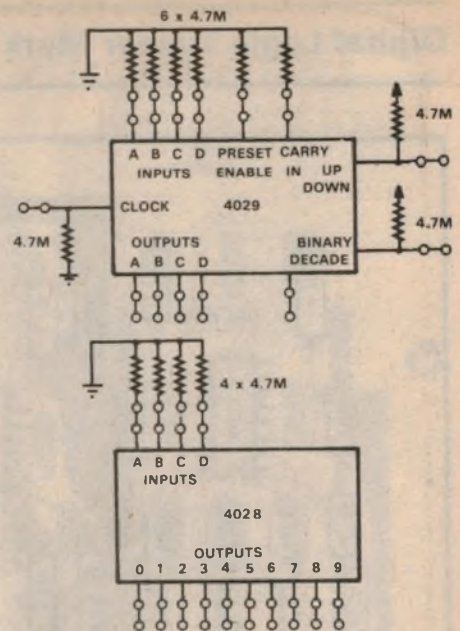 6 x 4.7M
4.7M
A B C D PRESET CARRY
INPUTS ENABLE IN UP
DOWN
CLOCK 4029
4.7M
4.7M
OUTPUTS BINARY
A B C D DECADE
4 x 4.7M
A B C D
INPUTS
4028
OUTPUTS
0 1 2 3 4 5 6 7 8 9